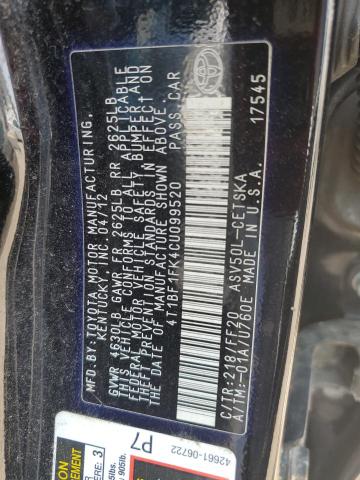 MFD. BY: TOYOTA MOTOR MANUFACTURING,
KENTUCKY, INC. 04/12
GVWR 4630LB GAWR FR 2625LB RR 2625LB
THIS VEHICLE CONFORMS TO ALL APPLICABLE
FEDERAL MOTOR VEHICLE SAFETY, BUMPER, AND
THEFT PREVENTION STANDARDS IN EFFECT ON
THE DATE OF MANUFACTURE SHOWN ABOVE.
4T1BF1FK4CU099520 PASS. CAR
C/TR:218/FF20 ASV50L-CETSKA
A/TM:-01A/U760E MADE IN U.S.A. 17545
P7
42661-06722
ERE: 3